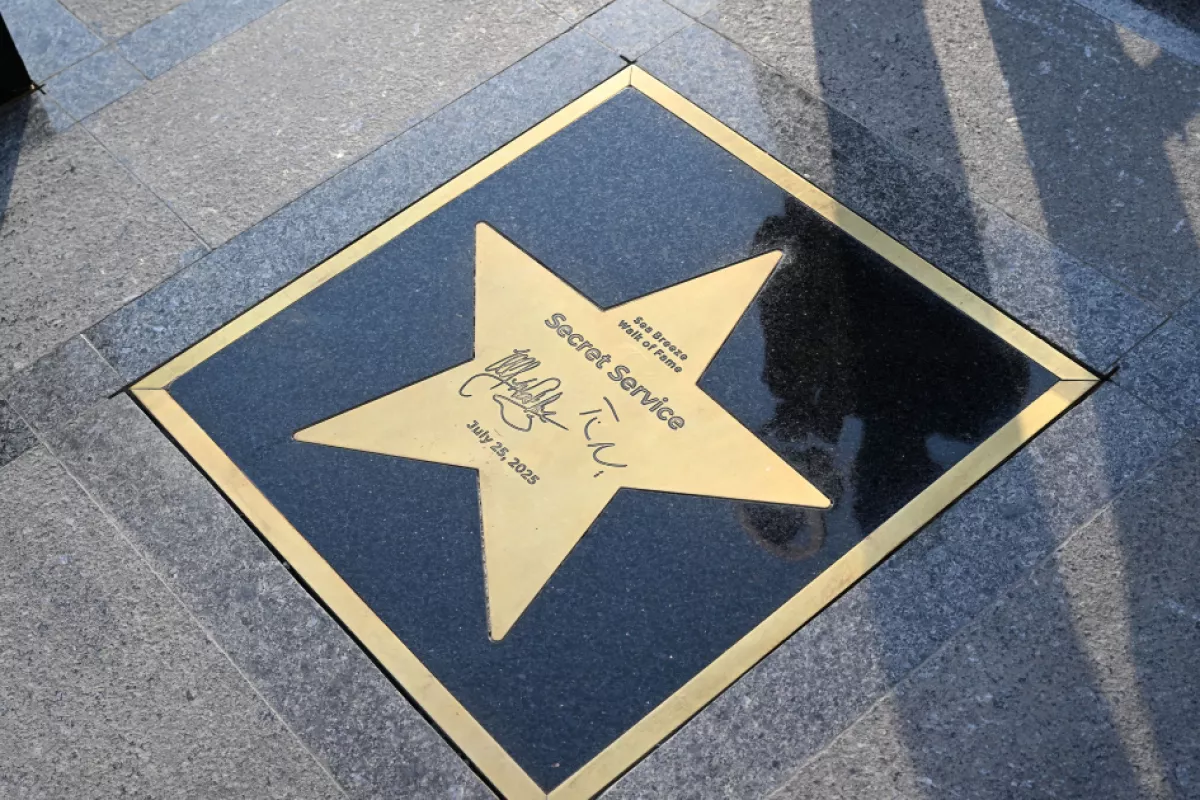 Sea Breeze
Walk of Fame
Secret Service
July 25, 2025